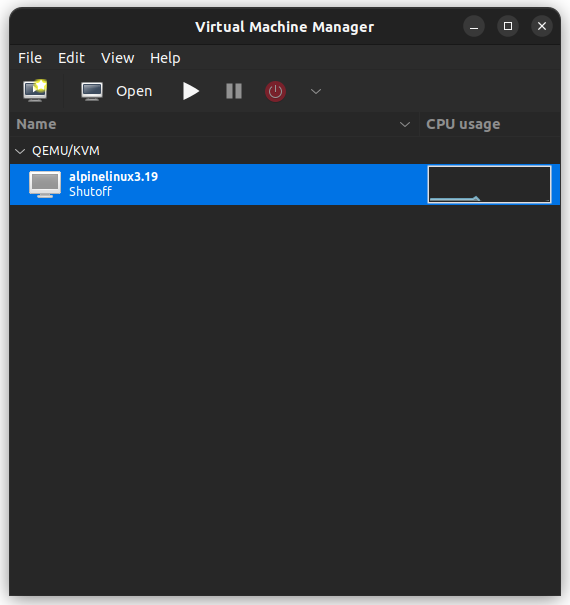 Virtual Machine Manager
File Edit View Help
Open
Name CPU usage
QEMU/KVM
alpinelinux3.19
Shutoff